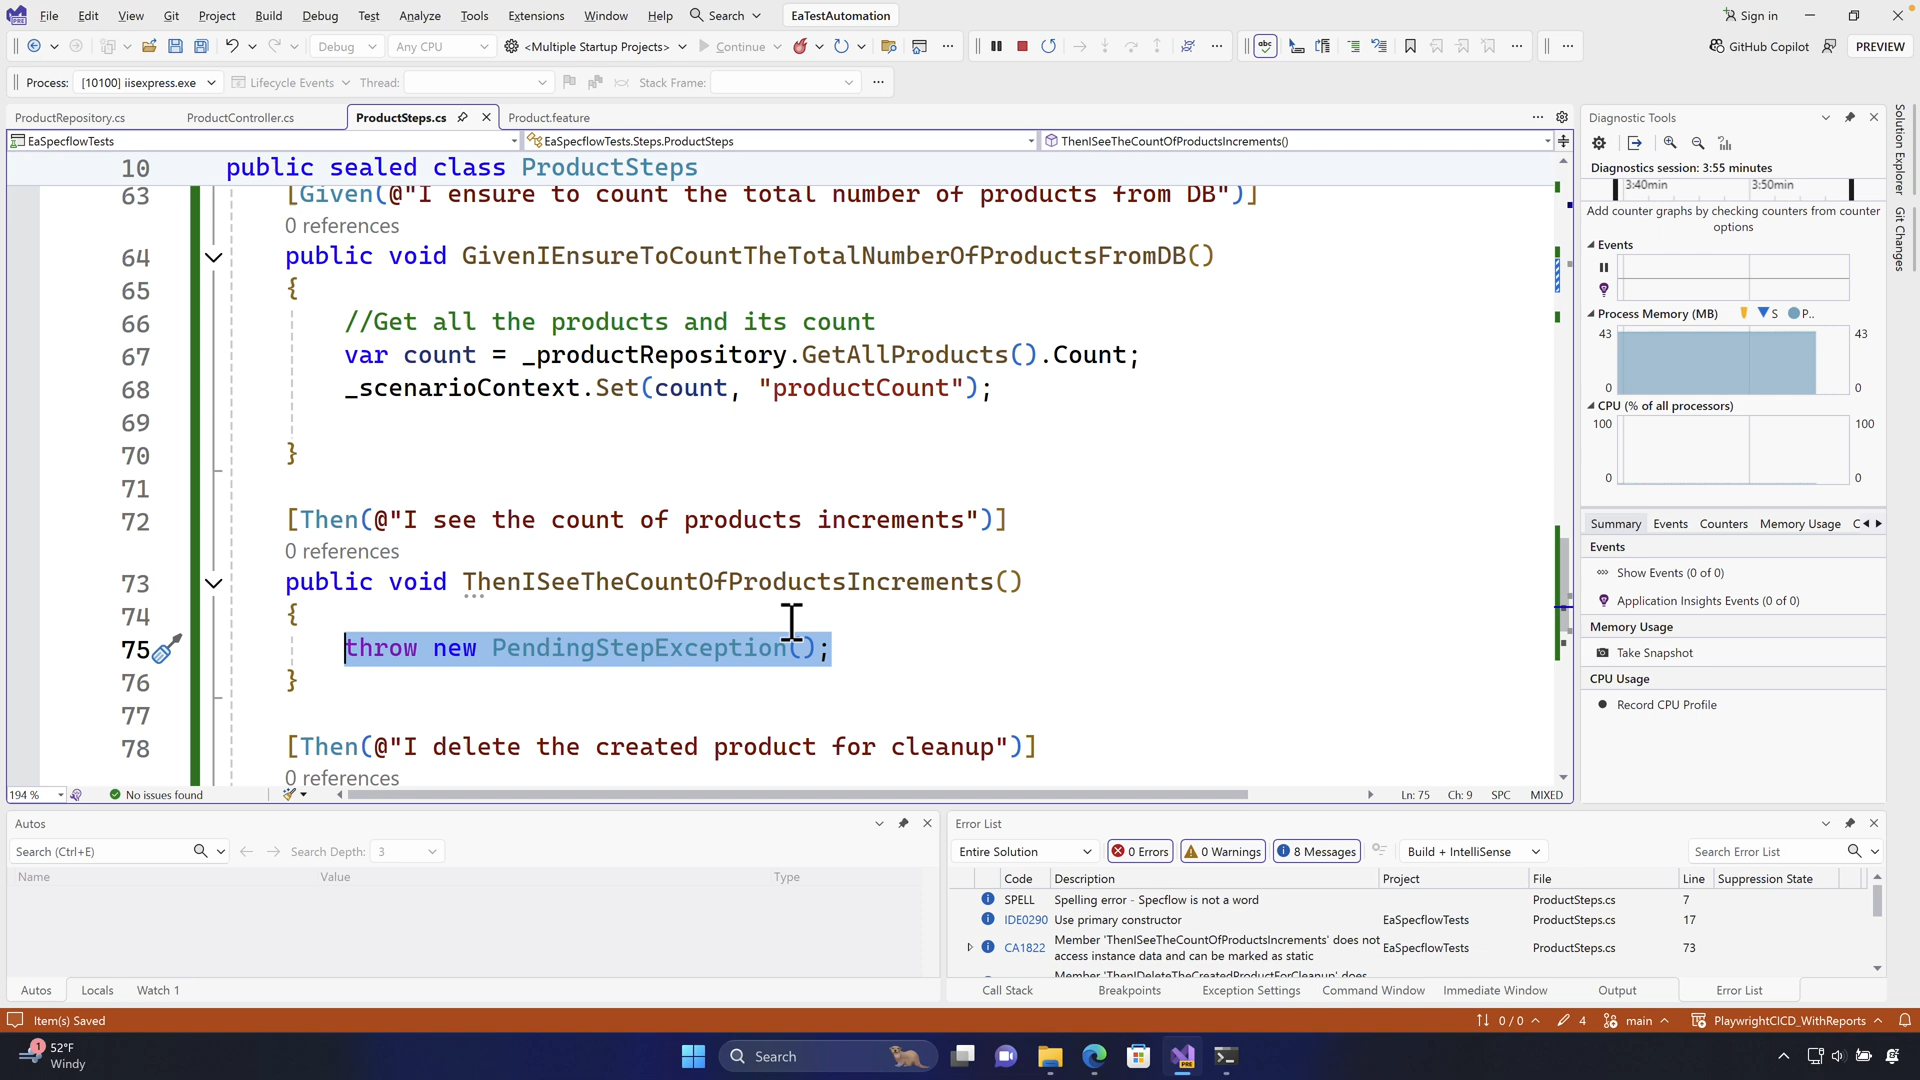 File Edit View Git Project Build Debug Test Analyze Tools Extensions Window Help Search EaTestAutomation Sign in
Debug Any CPU <Multiple Startup Projects> Continue abc GitHub Copilot PREVIEW
Process: [10100] iisexpress.exe Lifecycle Events Thread: Stack Frame:
ProductRepository.cs ProductController.cs ProductSteps.cs Product.feature
EaSpecflowTests EaSpecflowTests.Steps.ProductSteps ThenISeeTheCountOfProductsIncrements()
10 public sealed class ProductSteps
63 [Given(@"I ensure to count the total number of products from DB")]
0 references
64 public void GivenIEnsureToCountTheTotalNumberOfProductsFromDB()
65 {
66 //Get all the products and its count
67 var count = _productRepository.GetAllProducts().Count;
68 _scenarioContext.Set(count, "productCount");
69
70 }
71
72 [Then(@"I see the count of products increments")]
0 references
73 public void ThenISeeTheCountOfProductsIncrements()
74 {
75 throw new PendingStepException();
76 }
77
78 [Then(@"I delete the created product for cleanup")]
0 references
194 % No issues found Ln: 75 Ch: 9 SPC MIXED
Diagnostic Tools
Diagnostics session: 3:55 minutes
3:40min 3:50min
Add counter graphs by checking counters from counter
options
Events
Process Memory (MB) S P..
43 43
0 0
CPU (% of all processors)
100 100
0 0
Summary Events Counters Memory Usage C
Events
Show Events (0 of 0)
Application Insights Events (0 of 0)
Memory Usage
Take Snapshot
CPU Usage
Record CPU Profile
Solution Explorer
Git Changes
Autos
Search (Ctrl+E) Search Depth: 3
Name Value Type
Autos Locals Watch 1
Error List
Entire Solution 0 Errors 0 Warnings 8 Messages Build + IntelliSense Search Error List
Code Description Project File Line Suppression State
SPELL Spelling error - Specflow is not a word ProductSteps.cs 7
IDE0290 Use primary constructor EaSpecflowTests ProductSteps.cs 17
CA1822 Member 'ThenISeeTheCountOfProductsIncrements' does not access instance data and can be marked as static EaSpecflowTests ProductSteps.cs 73
Member 'ThenIDeleteTheCreatedProductForCleanup' does
Call Stack Breakpoints Exception Settings Command Window Immediate Window Output Error List
Item(s) Saved 0 / 0 4 main PlaywrightCICD_WithReports
1 52°F
Windy
Search
PRE